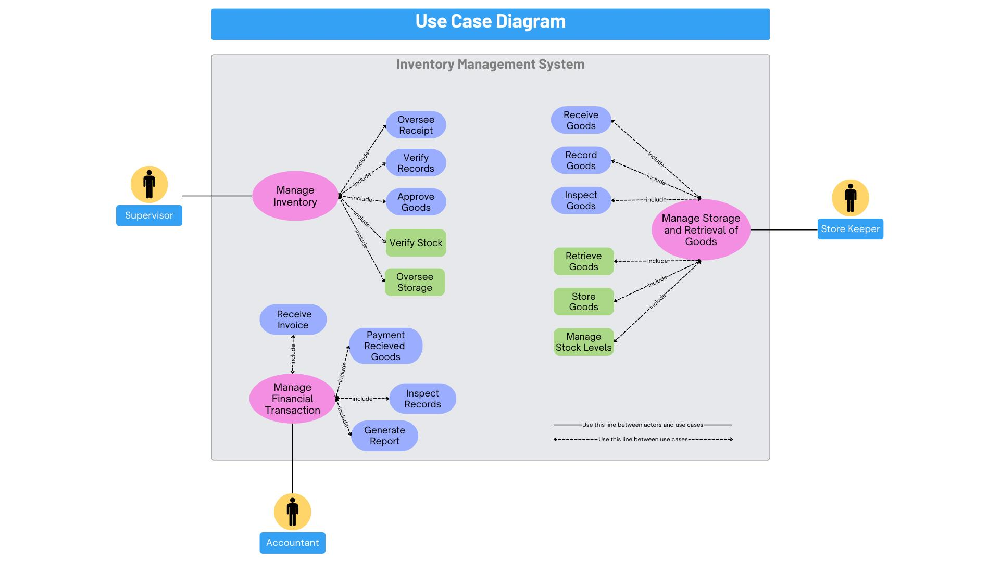 Use Case Diagram
Inventory Management System
Supervisor
Manage
Inventory
include
include
include
include
include
Oversee
Receipt
Verify
Records
Approve
Goods
Verify Stock
Oversee
Storage
Receive
Goods
Record
Goods
Inspect
Goods
include
include
include
Manage Storage
and Retrieval of
Goods
Store Keeper
Retrieve
Goods
Store
Goods
Manage
Stock Levels
include
include
include
Receive
Invoice
include
Manage
Financial
Transaction
include
include
include
Payment
Recieved
Goods
Inspect
Records
Generate
Report
Use this line between actors and use cases
Use this line between use cases
Accountant